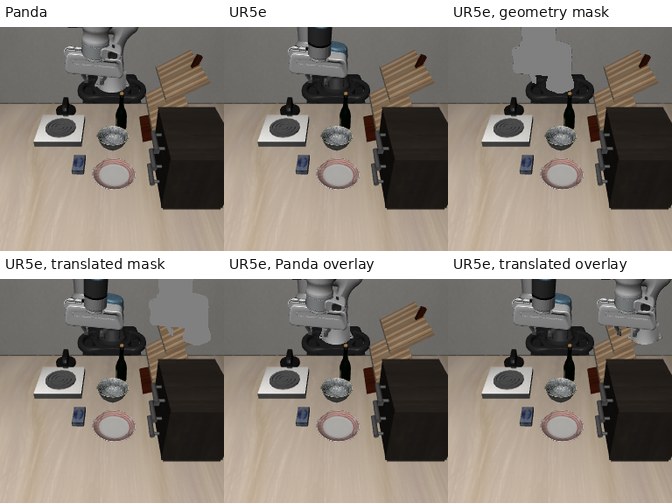 Panda
UR5e
UR5e, geometry mask
UR5e, translated mask
UR5e, Panda overlay
UR5e, translated overlay